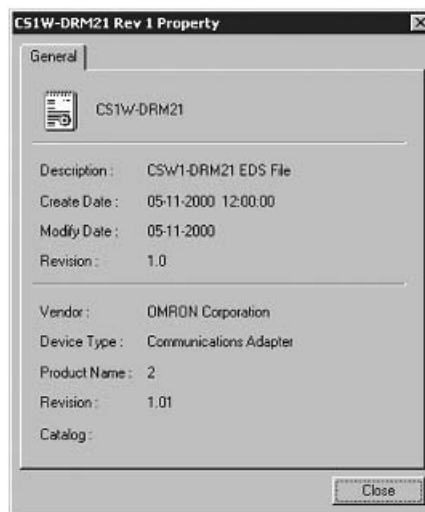 CS1W-DRM21 Rev 1 Property
General
CS1W-DRM21
Description : CSW1-DRM21 EDS File
Create Date : 05-11-2000 12:00:00
Modify Date : 05-11-2000
Revision : 1.0
Vendor : OMRON Corporation
Device Type : Communications Adapter
Product Name : 2
Revision : 1.01
Catalog :
Close